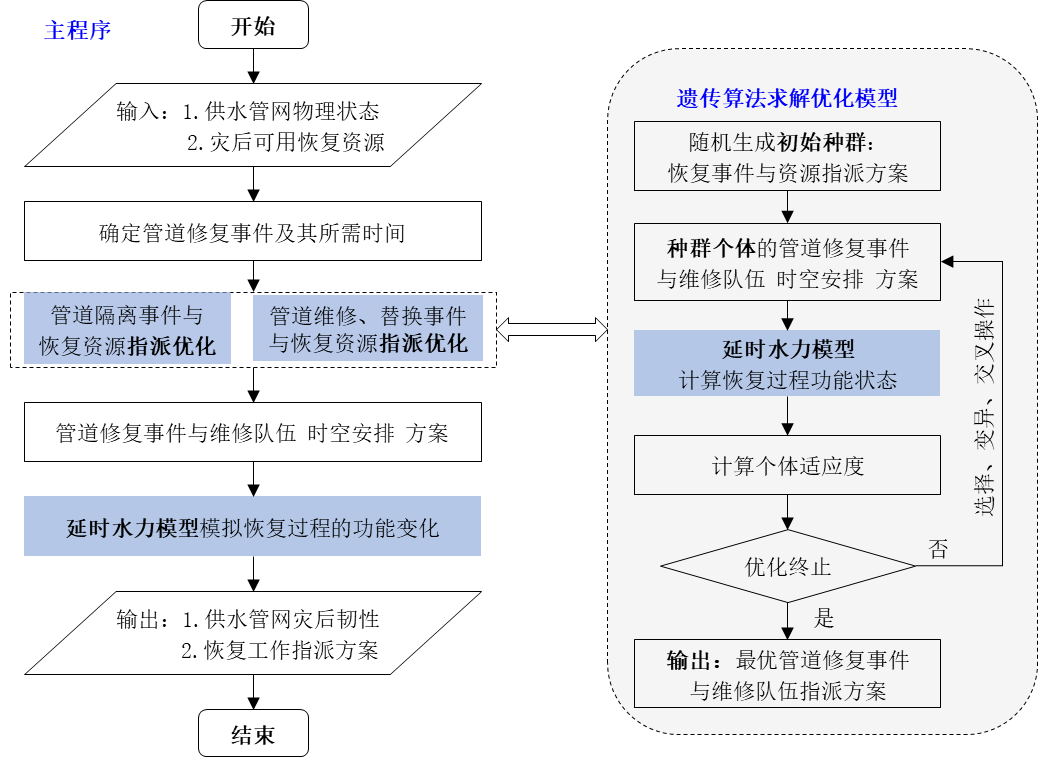 主程序
开始
输入：1.供水管网物理状态
2.灾后可用恢复资源
确定管道修复事件及其所需时间
管道隔离事件与
恢复资源指派优化
管道维修、替换事件
与恢复资源指派优化
管道修复事件与维修队伍 时空安排 方案
延时水力模型模拟恢复过程的功能变化
输出：1.供水管网灾后韧性
2.恢复工作指派方案
结束
遗传算法求解优化模型
随机生成初始种群：
恢复事件与资源指派方案
种群个体的管道修复事件
与维修队伍 时空安排 方案
延时水力模型
计算恢复过程功能状态
计算个体适应度
优化终止
否
选择、变异、交叉操作
是
输出：最优管道修复事件
与维修队伍指派方案